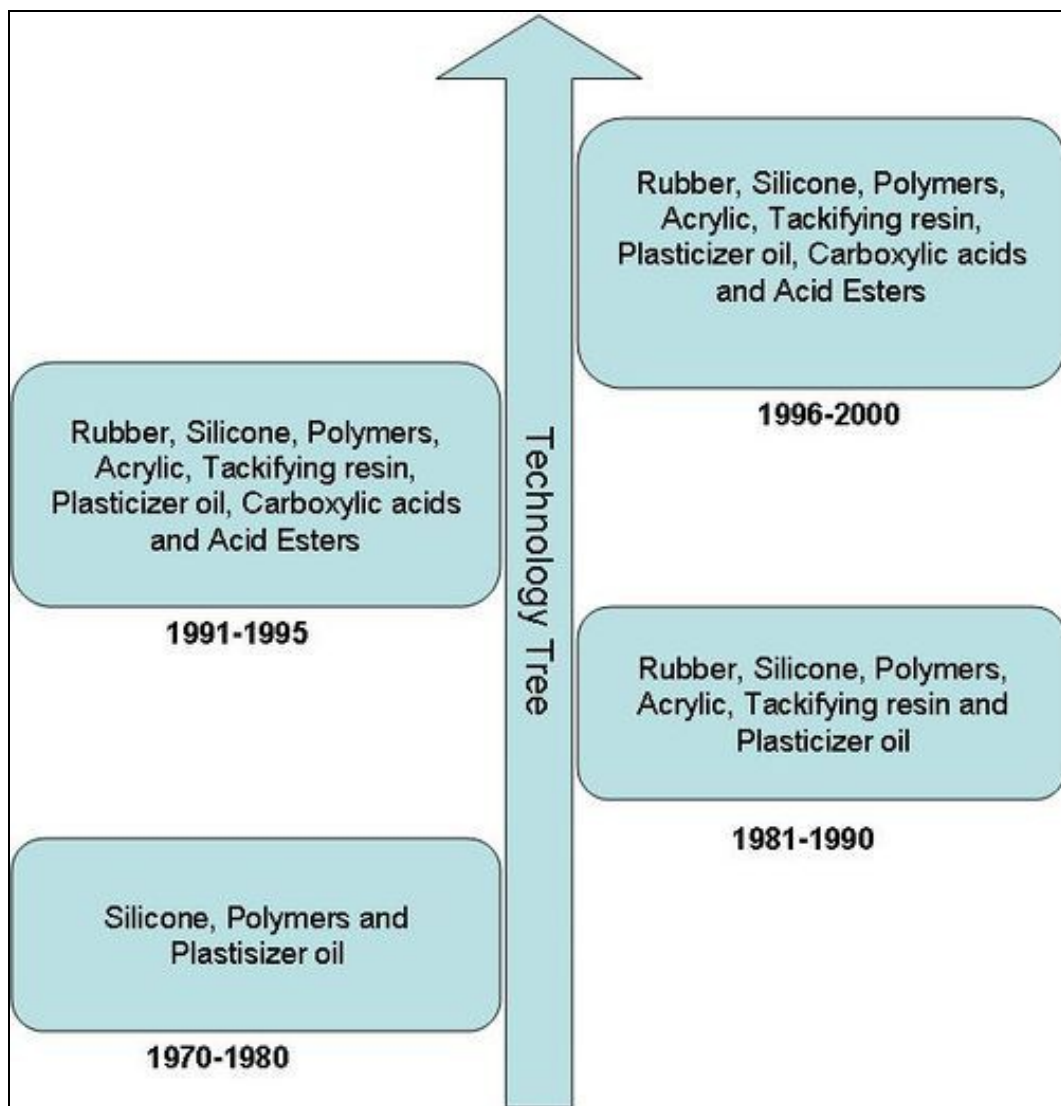 Rubber, Silicone, Polymers,
Acrylic, Tackifying resin,
Plasticizer oil, Carboxylic acids
and Acid Esters
1996-2000
Rubber, Silicone, Polymers,
Acrylic, Tackifying resin,
Plasticizer oil, Carboxylic acids
and Acid Esters
1991-1995
Technology Tree
Rubber, Silicone, Polymers,
Acrylic, Tackifying resin and
Plasticizer oil
1981-1990
Silicone, Polymers and
Plastisizer oil
1970-1980